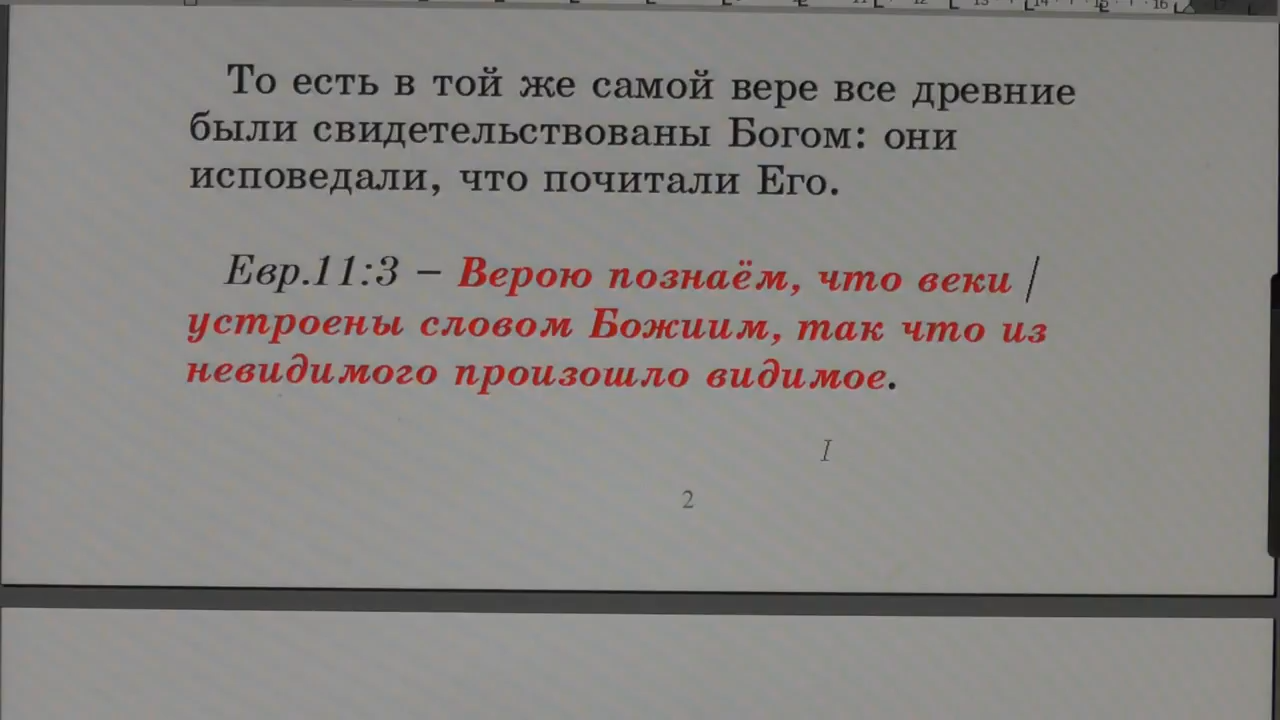 То есть в той же самой вере все древние
были свидетельствованы Богом: они
исповедали, что почитали Его.
Евр.11:3 – Верою познаём, что веки
устроены словом Божиим, так что из
невидимого произошло видимое.
2